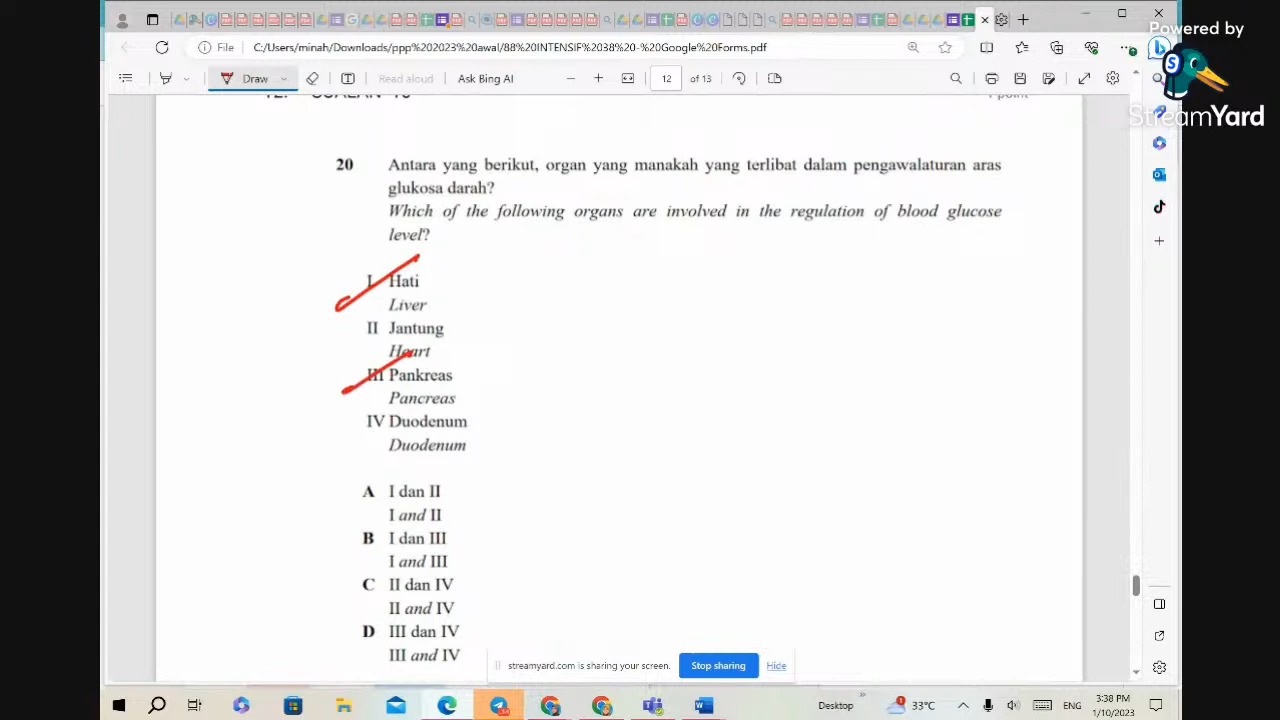 Powered by
StreamYard
File C:/Users/minah/Downloads/ppp%202023%20awal/88%20INTENSIF%2038%20-%20Google%20Forms.pdf
Draw
Read aloud
Ask Bing AI
12 of 13
12. SOALAN
1 point
20 Antara yang berikut, organ yang manakah yang terlibat dalam pengawalaturan aras
glukosa darah?
Which of the following organs are involved in the regulation of blood glucose
level?
I Hati
Liver
II Jantung
Heart
III Pankreas
Pancreas
IV Duodenum
Duodenum
A I dan II
I and II
B I dan III
I and III
C II dan IV
II and IV
D III dan IV
III and IV
streamyard.com is sharing your screen.
Stop sharing
Hide
Desktop
33°C
ENG
3:38 PM
1/10/2023